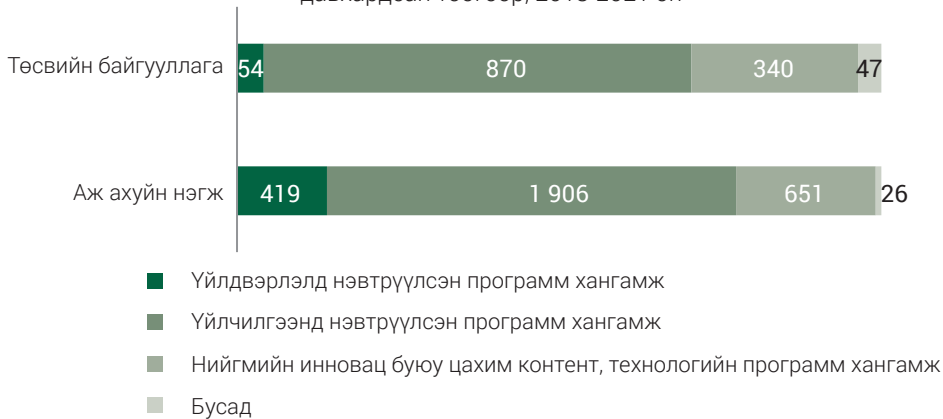 Төсвийн байгууллага 54 870 340 47
Аж ахуйн нэгж 419 1 906 651 26
Үйлдвэрлэлд нэвтрүүлсэн программ хангамж
Үйлчилгээнд нэвтрүүлсэн программ хангамж
Нийгмийн инновац буюу цахим контент, технологийн программ хангамж
Бусад